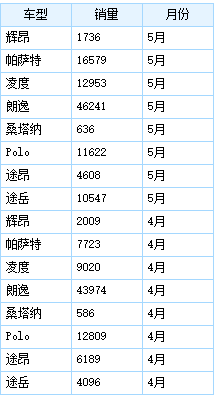 车型 销量 月份
辉昂 1736 5月
帕萨特 16579 5月
凌度 12953 5月
朗逸 46241 5月
桑塔纳 636 5月
Polo 11622 5月
途昂 4608 5月
途岳 10547 5月
辉昂 2009 4月
帕萨特 7723 4月
凌度 9020 4月
朗逸 43974 4月
桑塔纳 586 4月
Polo 12809 4月
途昂 6189 4月
途岳 4096 4月